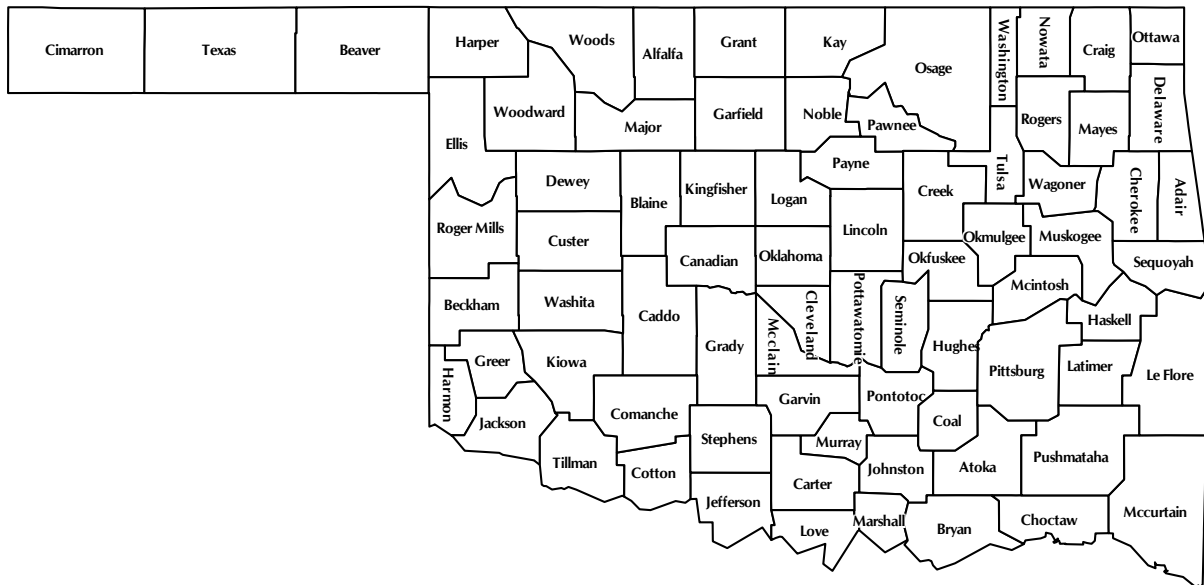 Cimarron
Texas
Beaver
Harper
Woods
Alfalfa
Grant
Kay
Osage
Washington
Nowata
Craig
Ottawa
Delaware
Woodward
Major
Garfield
Noble
Pawnee
Rogers
Mayes
Ellis
Dewey
Blaine
Kingfisher
Logan
Payne
Creek
Tulsa
Wagoner
Cherokee
Adair
Roger Mills
Custer
Canadian
Oklahoma
Lincoln
Okfuskee
Okmulgee
Muskogee
Sequoyah
Beckham
Washita
Caddo
Grady
Mcclain
Cleveland
Pottawatomie
Seminole
Hughes
Mcintosh
Haskell
Pittsburg
Latimer
Le Flore
Harmon
Greer
Kiowa
Jackson
Comanche
Garvin
Pontotoc
Coal
Tillman
Cotton
Stephens
Murray
Johnston
Atoka
Pushmataha
Jefferson
Carter
Love
Marshall
Bryan
Choctaw
Mccurtain